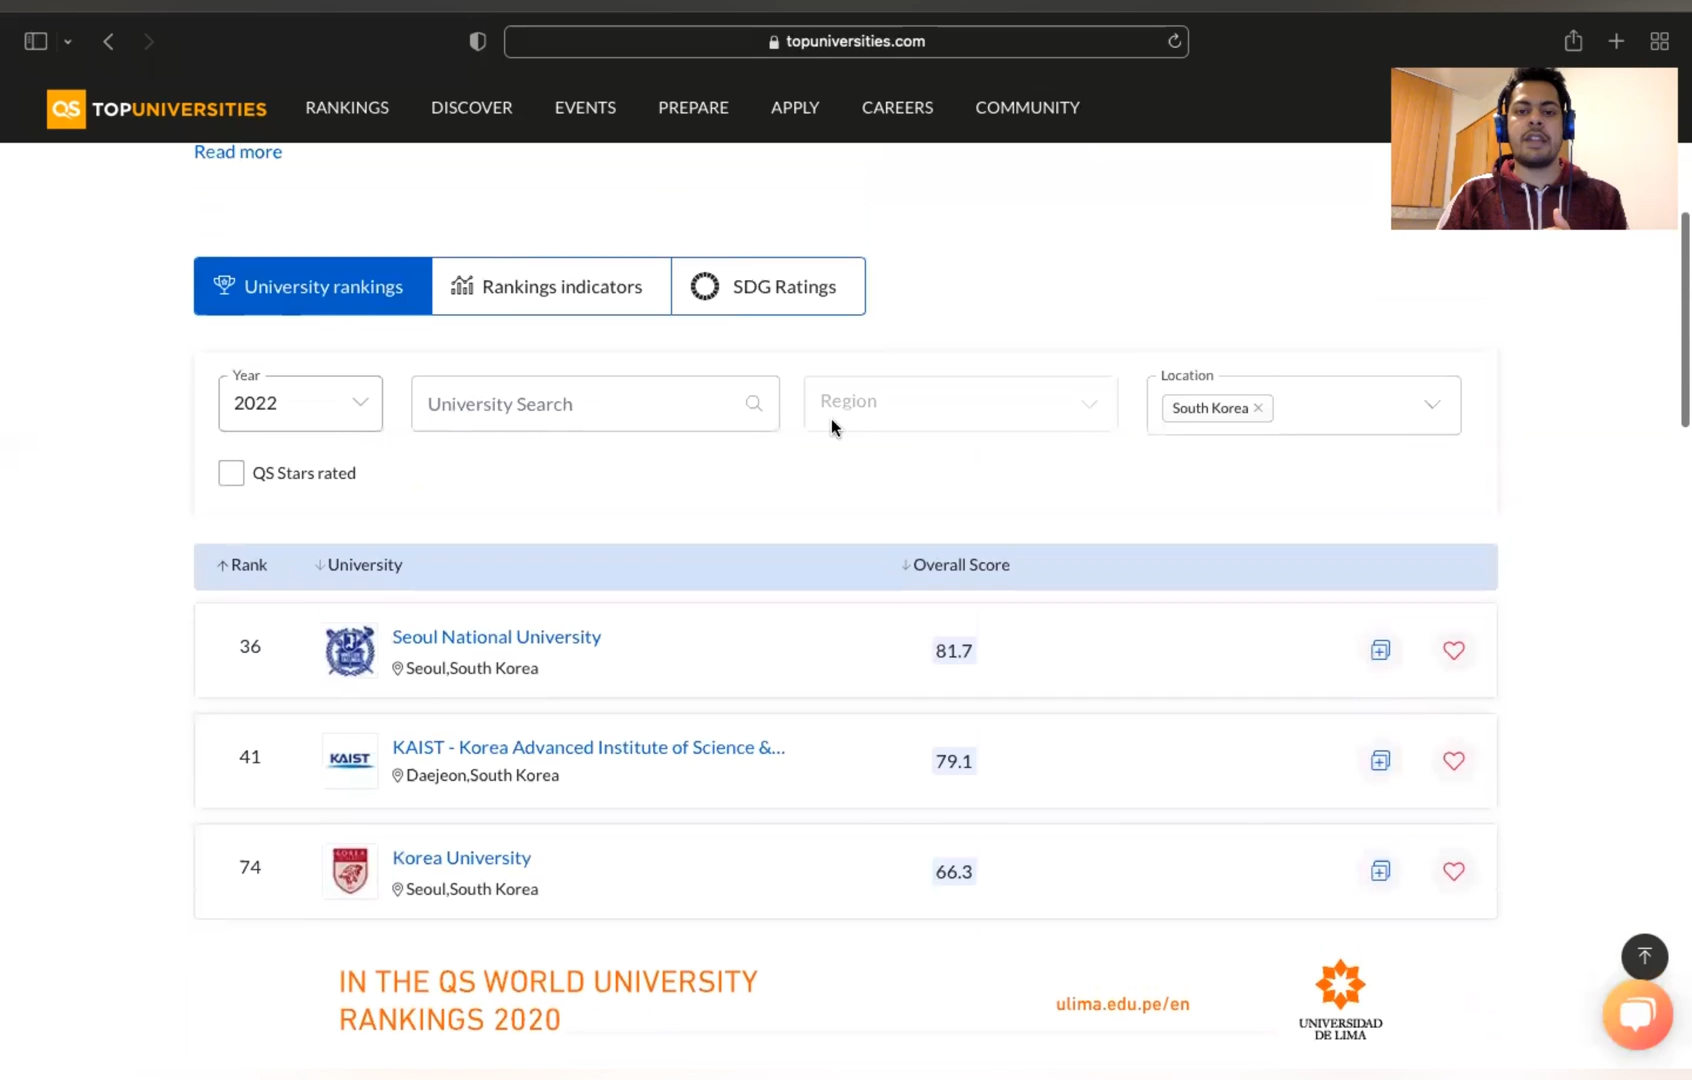 topuniversities.com
QS TOPUNIVERSITIES RANKINGS DISCOVER EVENTS PREPARE APPLY CAREERS COMMUNITY
Read more
University rankings Rankings indicators SDG Ratings
Year Location
2022 University Search Region South Korea
QS Stars rated
Rank University Overall Score
36 Seoul National University 81.7
Seoul,South Korea
41 KAIST KAIST - Korea Advanced Institute of Science &... 79.1
Daejeon,South Korea
74 Korea University 66.3
Seoul,South Korea
IN THE QS WORLD UNIVERSITY
RANKINGS 2020
ulima.edu.pe/en
UNIVERSIDAD
DE LIMA